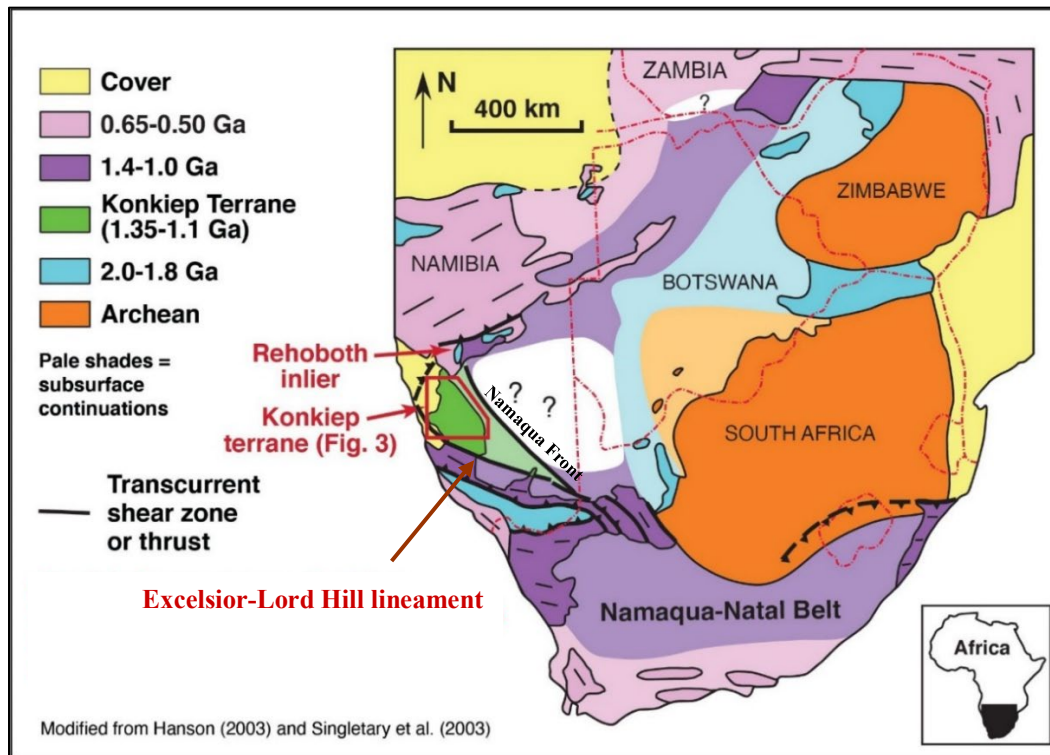 Cover
0.65-0.50 Ga
1.4-1.0 Ga
Konkiep Terrane
(1.35-1.1 Ga)
2.0-1.8 Ga
Archean
Pale shades =
subsurface
continuations
Transcurrent
shear zone
or thrust
N
400 km
ZAMBIA
?
ZIMBABWE
NAMIBIA
BOTSWANA
Rehoboth
inlier
? ?
Namaqua Front
Konkiep
terrane (Fig. 3)
SOUTH AFRICA
Excelsior-Lord Hill lineament
Namaqua-Natal Belt
Africa
Modified from Hanson (2003) and Singletary et al. (2003)